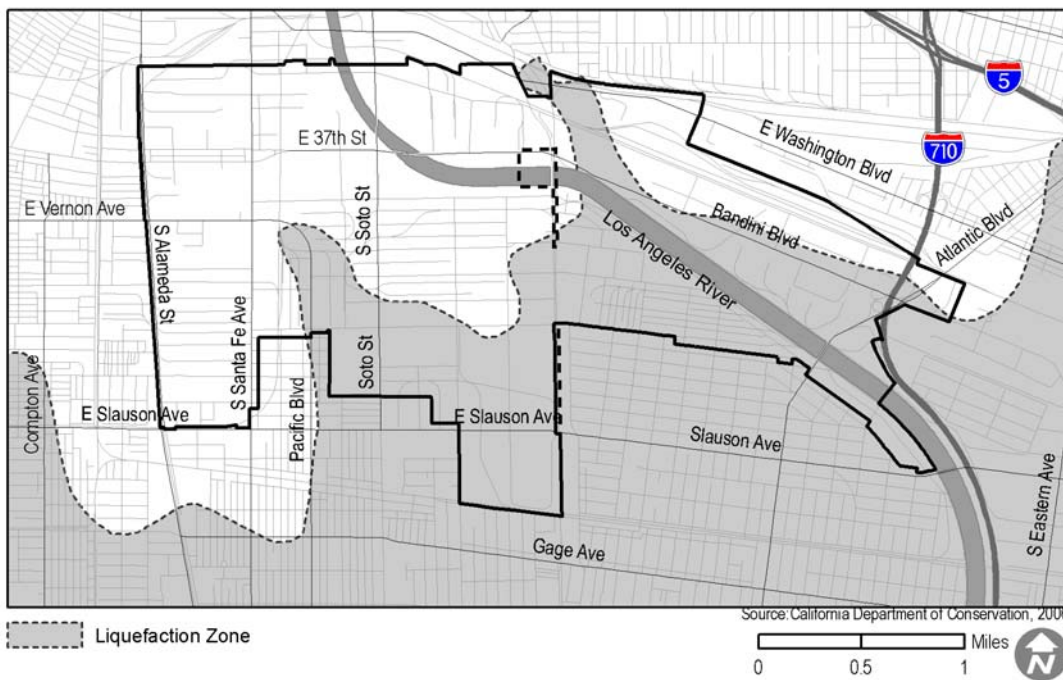 5
710
E Washington Blvd
E 37th St
E Vernon Ave
S Soto St
Bandini Blvd
Atlantic Blvd
Los Angeles River
S Alameda St
S Santa Fe Ave
Pacific Blvd
Soto St
Compton Ave
E Slauson Ave
E Slauson Ave
Slauson Ave
S Eastern Ave
Gage Ave
Liquefaction Zone
Source: California Department of Conservation, 200
Miles
0 0.5 1
N